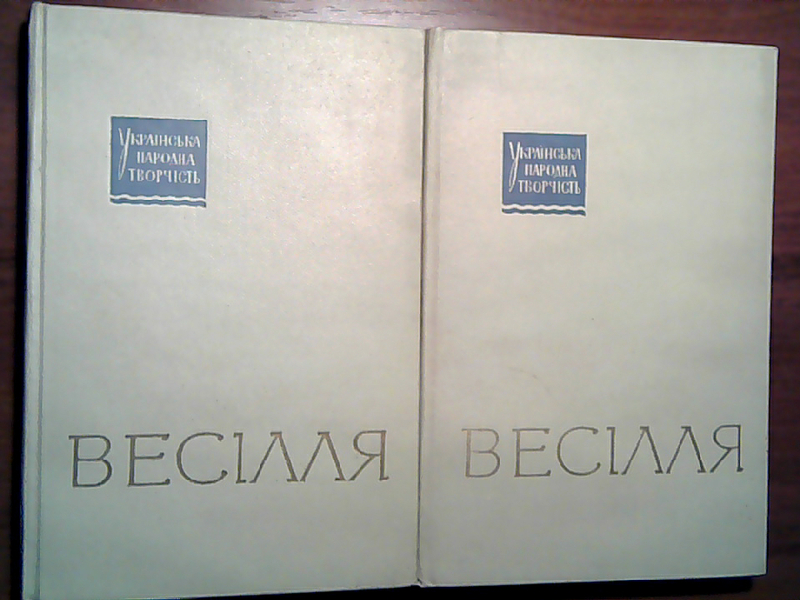 Українська
народна
творчість
ВЕСІЛЛЯ
Українська
народна
творчість
ВЕСІЛЛЯ